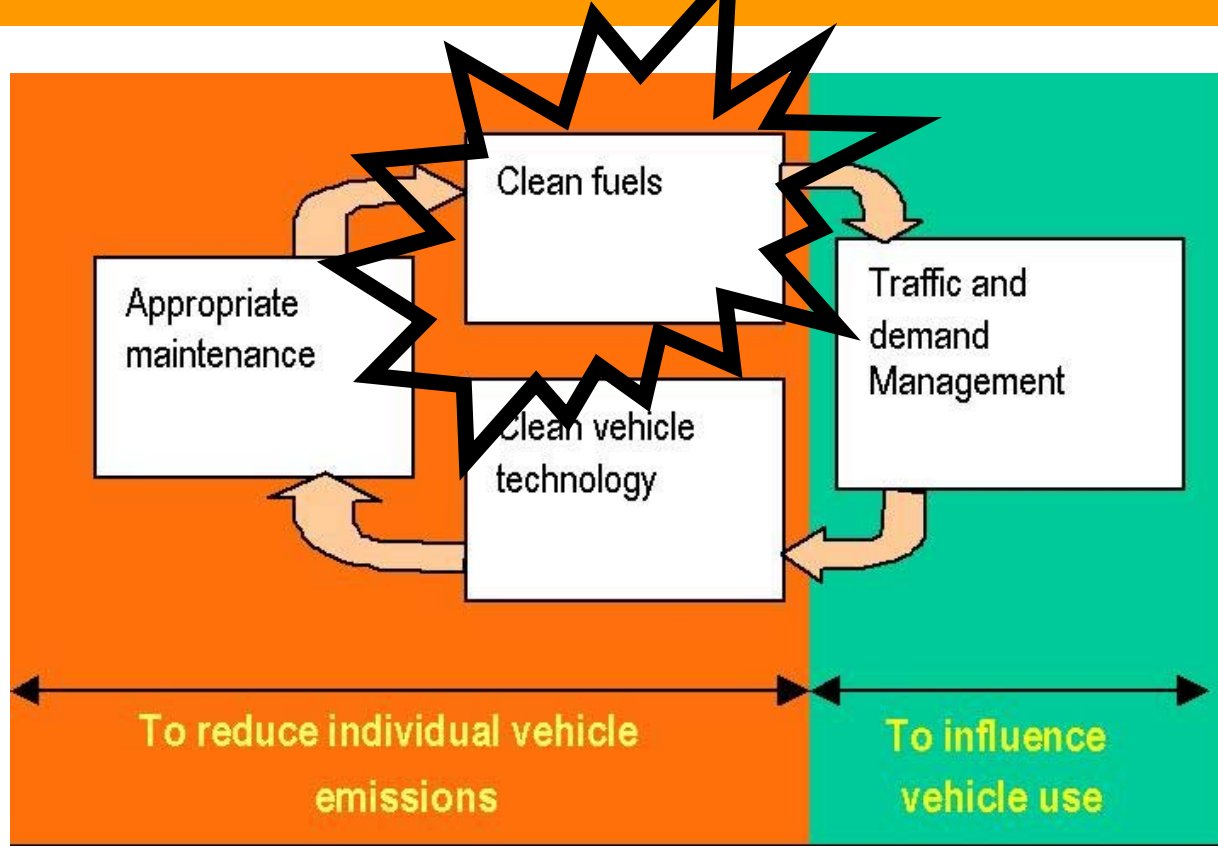 Clean fuels
Appropriate
maintenance
Traffic and
demand
Management
Clean vehicle
technology
To reduce individual vehicle
emissions
To influence
vehicle use